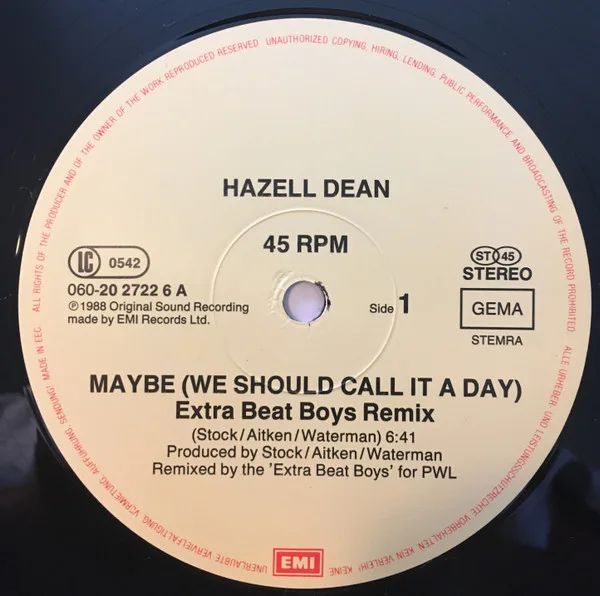 ALL RIGHTS OF THE PRODUCER AND OF THE OWNER OF THE WORK REPRODUCED RESERVED UNAUTHORIZED COPYING, HIRING, LENDING, PUBLIC PERFORMANCE AND BROADCASTING OF THE RECORD PROHIBITED
HAZELL DEAN
45 RPM
LC 0542
060-20 2722 6 A
℗ 1988 Original Sound Recording
made by EMI Records Ltd.
Side 1
ST 45
STEREO
GEMA
STEMRA
MAYBE (WE SHOULD CALL IT A DAY)
Extra Beat Boys Remix
(Stock/Aitken/Waterman) 6:41
Produced by Stock/Aitken/Waterman
Remixed by the 'Extra Beat Boys' for PWL
EMI
ALLE URHEBER- UND LEISTUNGSSCHUTZRECHTE VORBEHALTEN KEIN VERLEIH! KEINE UNERLAUBTE VERVIELFÄLTIGUNG, VERMIETUNG, AUFFÜHRUNG, SENDUNG! MADE IN EEC